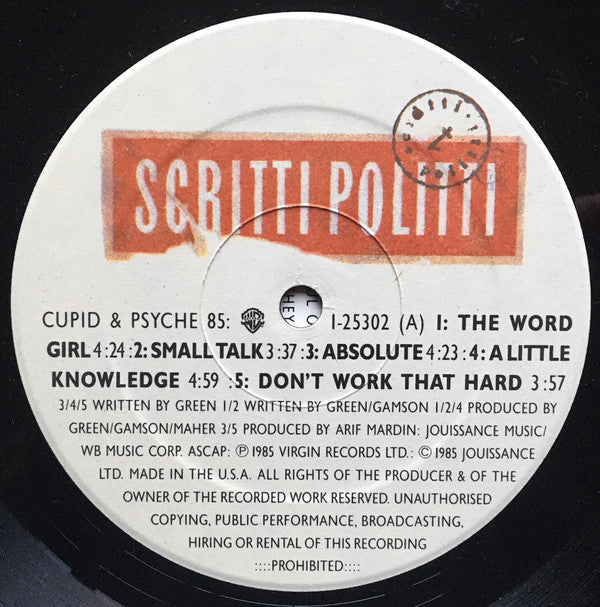 SCRITTI POLITTI
CUPID & PSYCHE 85: 1-25302 (A) 1: THE WORD
GIRL 4:24 :2: SMALL TALK 3:37 :3: ABSOLUTE 4:23 :4: A LITTLE
KNOWLEDGE 4:59 :5: DON'T WORK THAT HARD 3:57
3/4/5 WRITTEN BY GREEN 1/2 WRITTEN BY GREEN/GAMSON 1/2/4 PRODUCED BY
GREEN/GAMSON/MAHER 3/5 PRODUCED BY ARIF MARDIN: JOUISSANCE MUSIC/
WB MUSIC CORP. ASCAP: ℗ 1985 VIRGIN RECORDS LTD.: © 1985 JOUISSANCE
LTD. MADE IN THE U.S.A. ALL RIGHTS OF THE PRODUCER & OF THE
OWNER OF THE RECORDED WORK RESERVED. UNAUTHORISED
COPYING, PUBLIC PERFORMANCE, BROADCASTING,
HIRING OR RENTAL OF THIS RECORDING
::::PROHIBITED::::